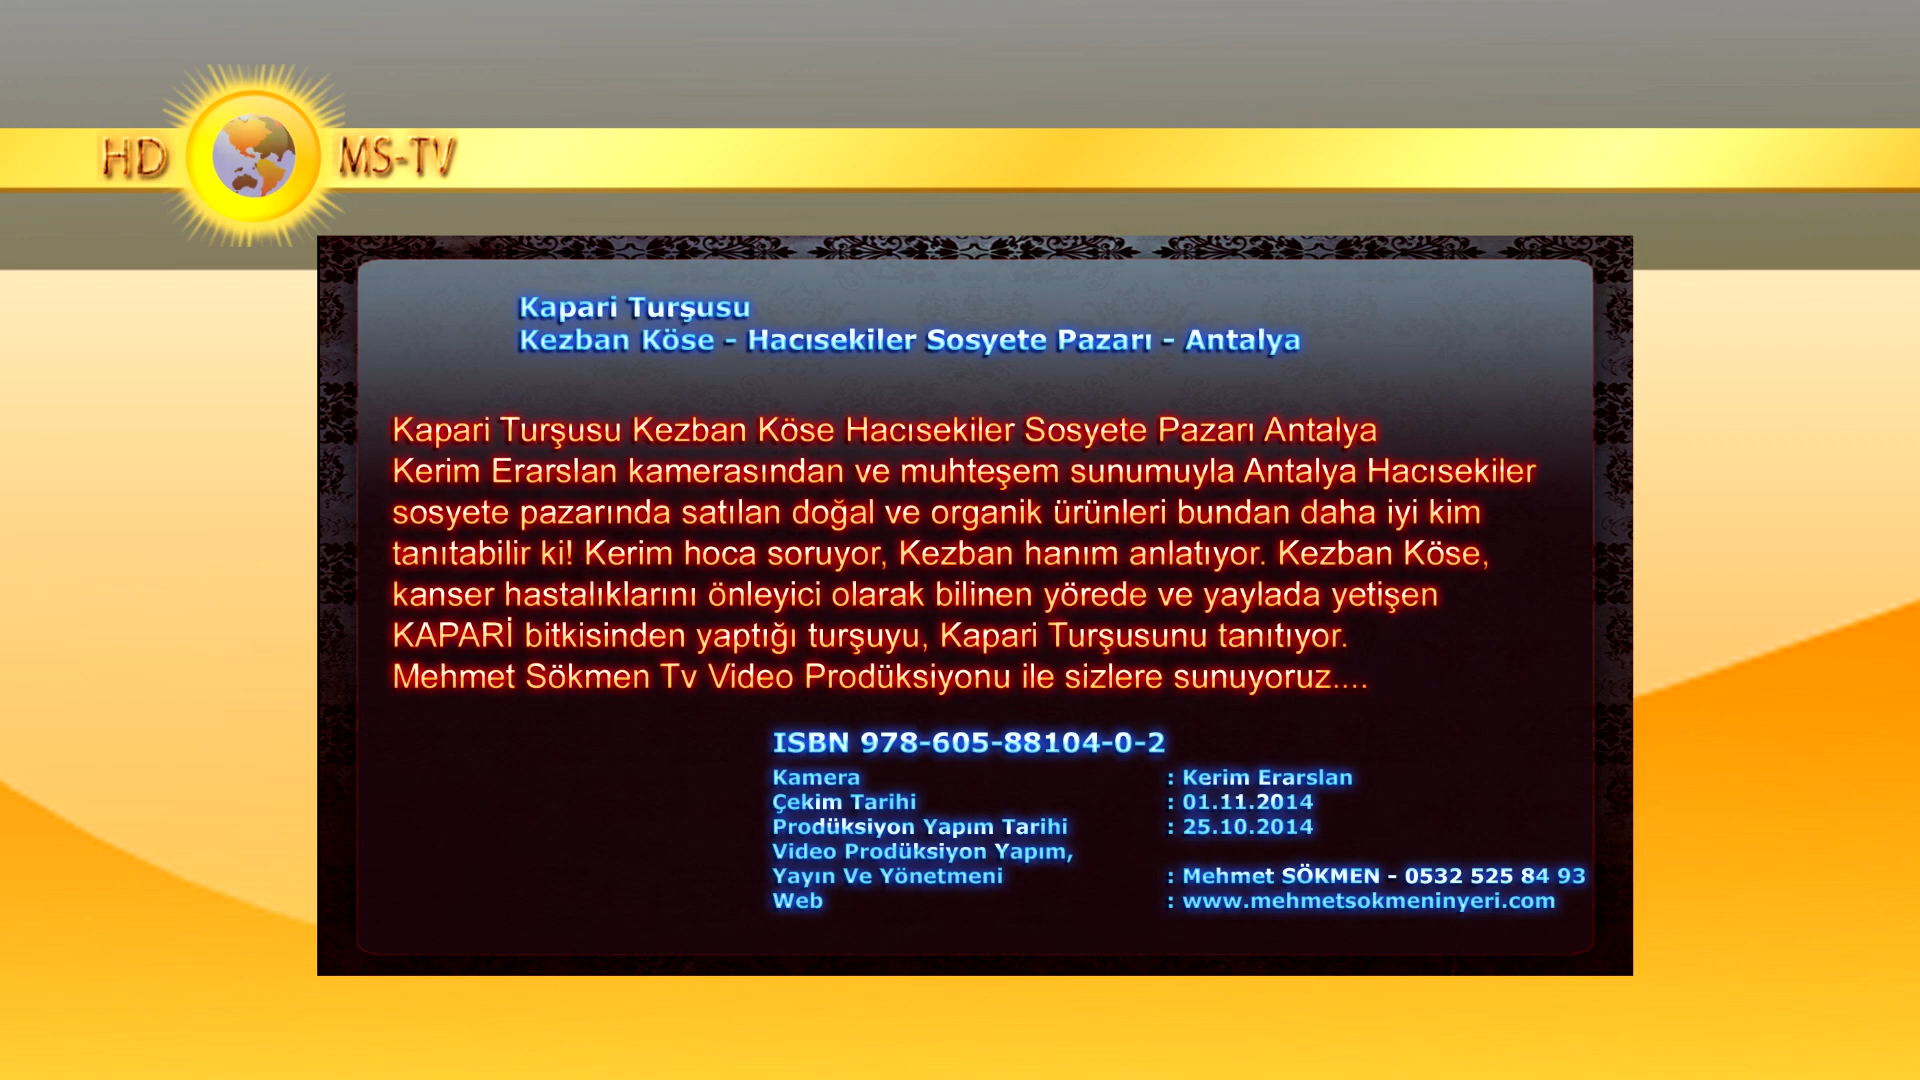 HD MS-TV
Kapari Turşusu
Kezban Köse - Hacısekiler Sosyete Pazarı - Antalya
Kapari Turşusu Kezban Köse Hacısekiler Sosyete Pazarı Antalya
Kerim Erarslan kamerasından ve muhteşem sunumuyla Antalya Hacısekiler
sosyete pazarında satılan doğal ve organik ürünleri bundan daha iyi kim
tanıtabilir ki! Kerim hoca soruyor, Kezban hanım anlatıyor. Kezban Köse,
kanser hastalıklarını önleyici olarak bilinen yörede ve yaylada yetişen
KAPARİ bitkisinden yaptığı turşuyu, Kapari Turşusunu tanıtıyor.
Mehmet Sökmen Tv Video Prodüksiyonu ile sizlere sunuyoruz....
ISBN 978-605-88104-0-2
Kamera : Kerim Erarslan
Çekim Tarihi : 01.11.2014
Prodüksiyon Yapım Tarihi : 25.10.2014
Video Prodüksiyon Yapım,
Yayın Ve Yönetmeni : Mehmet SÖKMEN - 0532 525 84 93
Web : www.mehmetsokmeninyeri.com